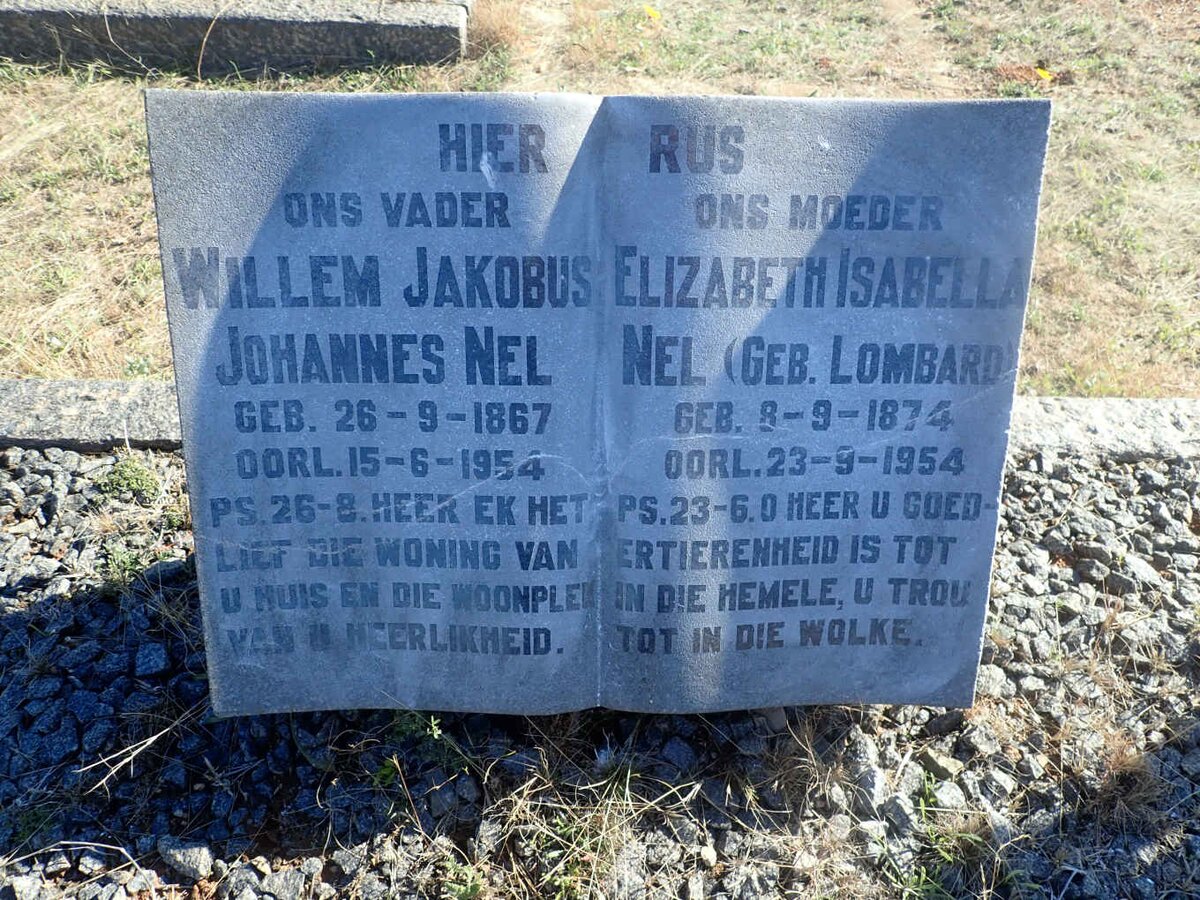 HIER RUS
ONS VADER
WILLEM JAKOBUS
JOHANNES NEL
GEB. 26-9-1867
OORL. 15-6-1954
PS. 26-8. HEER EK HET
LIEF DIE WONING VAN
U HUIS EN DIE WOONPLEK
VAN U HEERLIKHEID.
ONS MOEDER
ELIZABETH ISABELLA
NEL (GEB. LOMBARD)
GEB. 8-9-1874
OORL. 23-9-1954
PS. 23-6. O HEER U GOED-
ERTIERENHEID IS TOT
IN DIE HEMELE, U TROU
TOT IN DIE WOLKE.